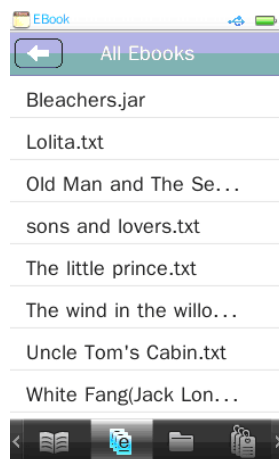 EBook
All Ebooks
Bleachers.jar
Lolita.txt
Old Man and The Se...
sons and lovers.txt
The little prince.txt
The wind in the willo...
Uncle Tom's Cabin.txt
White Fang(Jack Lon...
e